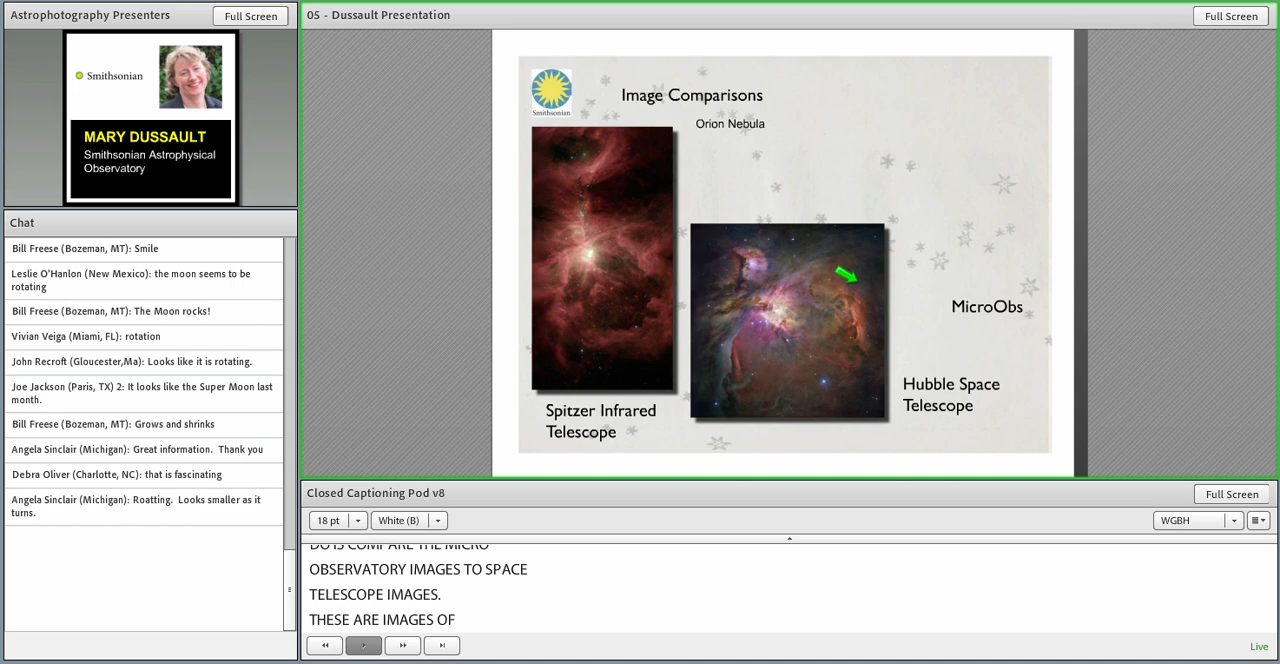 Astrophotography Presenters
Full Screen
Smithsonian
MARY DUSSAULT
Smithsonian Astrophysical
Observatory
Chat
Bill Freese (Bozeman, MT): Smile
Leslie O'Hanlon (New Mexico): the moon seems to be
rotating
Bill Freese (Bozeman, MT): The Moon rocks!
Vivian Veiga (Miami, FL): rotation
John Recroft (Gloucester,Ma): Looks like it is rotating.
Joe Jackson (Paris, TX) 2: It looks like the Super Moon last
month.
Bill Freese (Bozeman, MT): Grows and shrinks
Angela Sinclair (Michigan): Great information.  Thank you
Debra Oliver (Charlotte, NC): that is fascinating
Angela Sinclair (Michigan): Roatting.  Looks smaller as it
turns.
05 - Dussault Presentation
Full Screen
Smithsonian
Image Comparisons
Orion Nebula
MicroObs
Hubble Space
Telescope
Spitzer Infrared
Telescope
Closed Captioning Pod v8
Full Screen
18 pt
White (B)
WGBH
DO IS COMPARE THE MICRO
OBSERVATORY IMAGES TO SPACE
TELESCOPE IMAGES.
THESE ARE IMAGES OF
Live